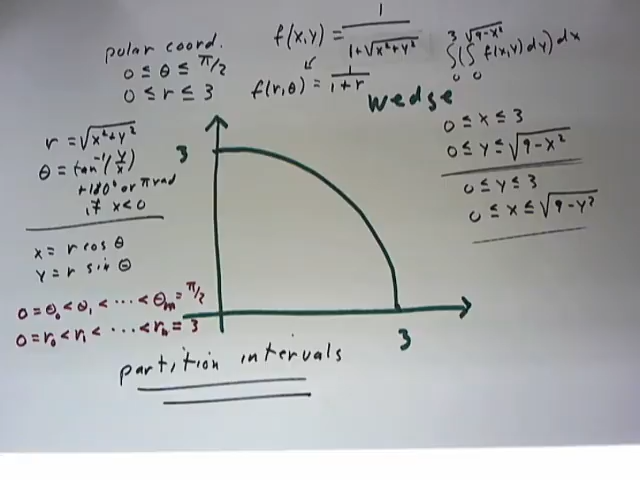 polar coord.
0 ≤ θ ≤ π/2
0 ≤ r ≤ 3
f(x,y) = 1/(1+√(x²+y²))
↙
f(r,θ) = 1/(1+r)
∫₀³(∫₀^√(9-x²) f(x,y) dy) dx
wedge
0 ≤ x ≤ 3
0 ≤ y ≤ √(9-x²)
0 ≤ y ≤ 3
0 ≤ x ≤ √(9-y²)
r = √(x²+y²)
θ = tan⁻¹(y/x)
+180° or π rad
if x<0
x = r cos θ
y = r sin θ
0 = θ₀ < θ₁ < ... < θₘ = π/2
0 = r₀ < r₁ < ... < rₙ = 3
3
3
partition intervals